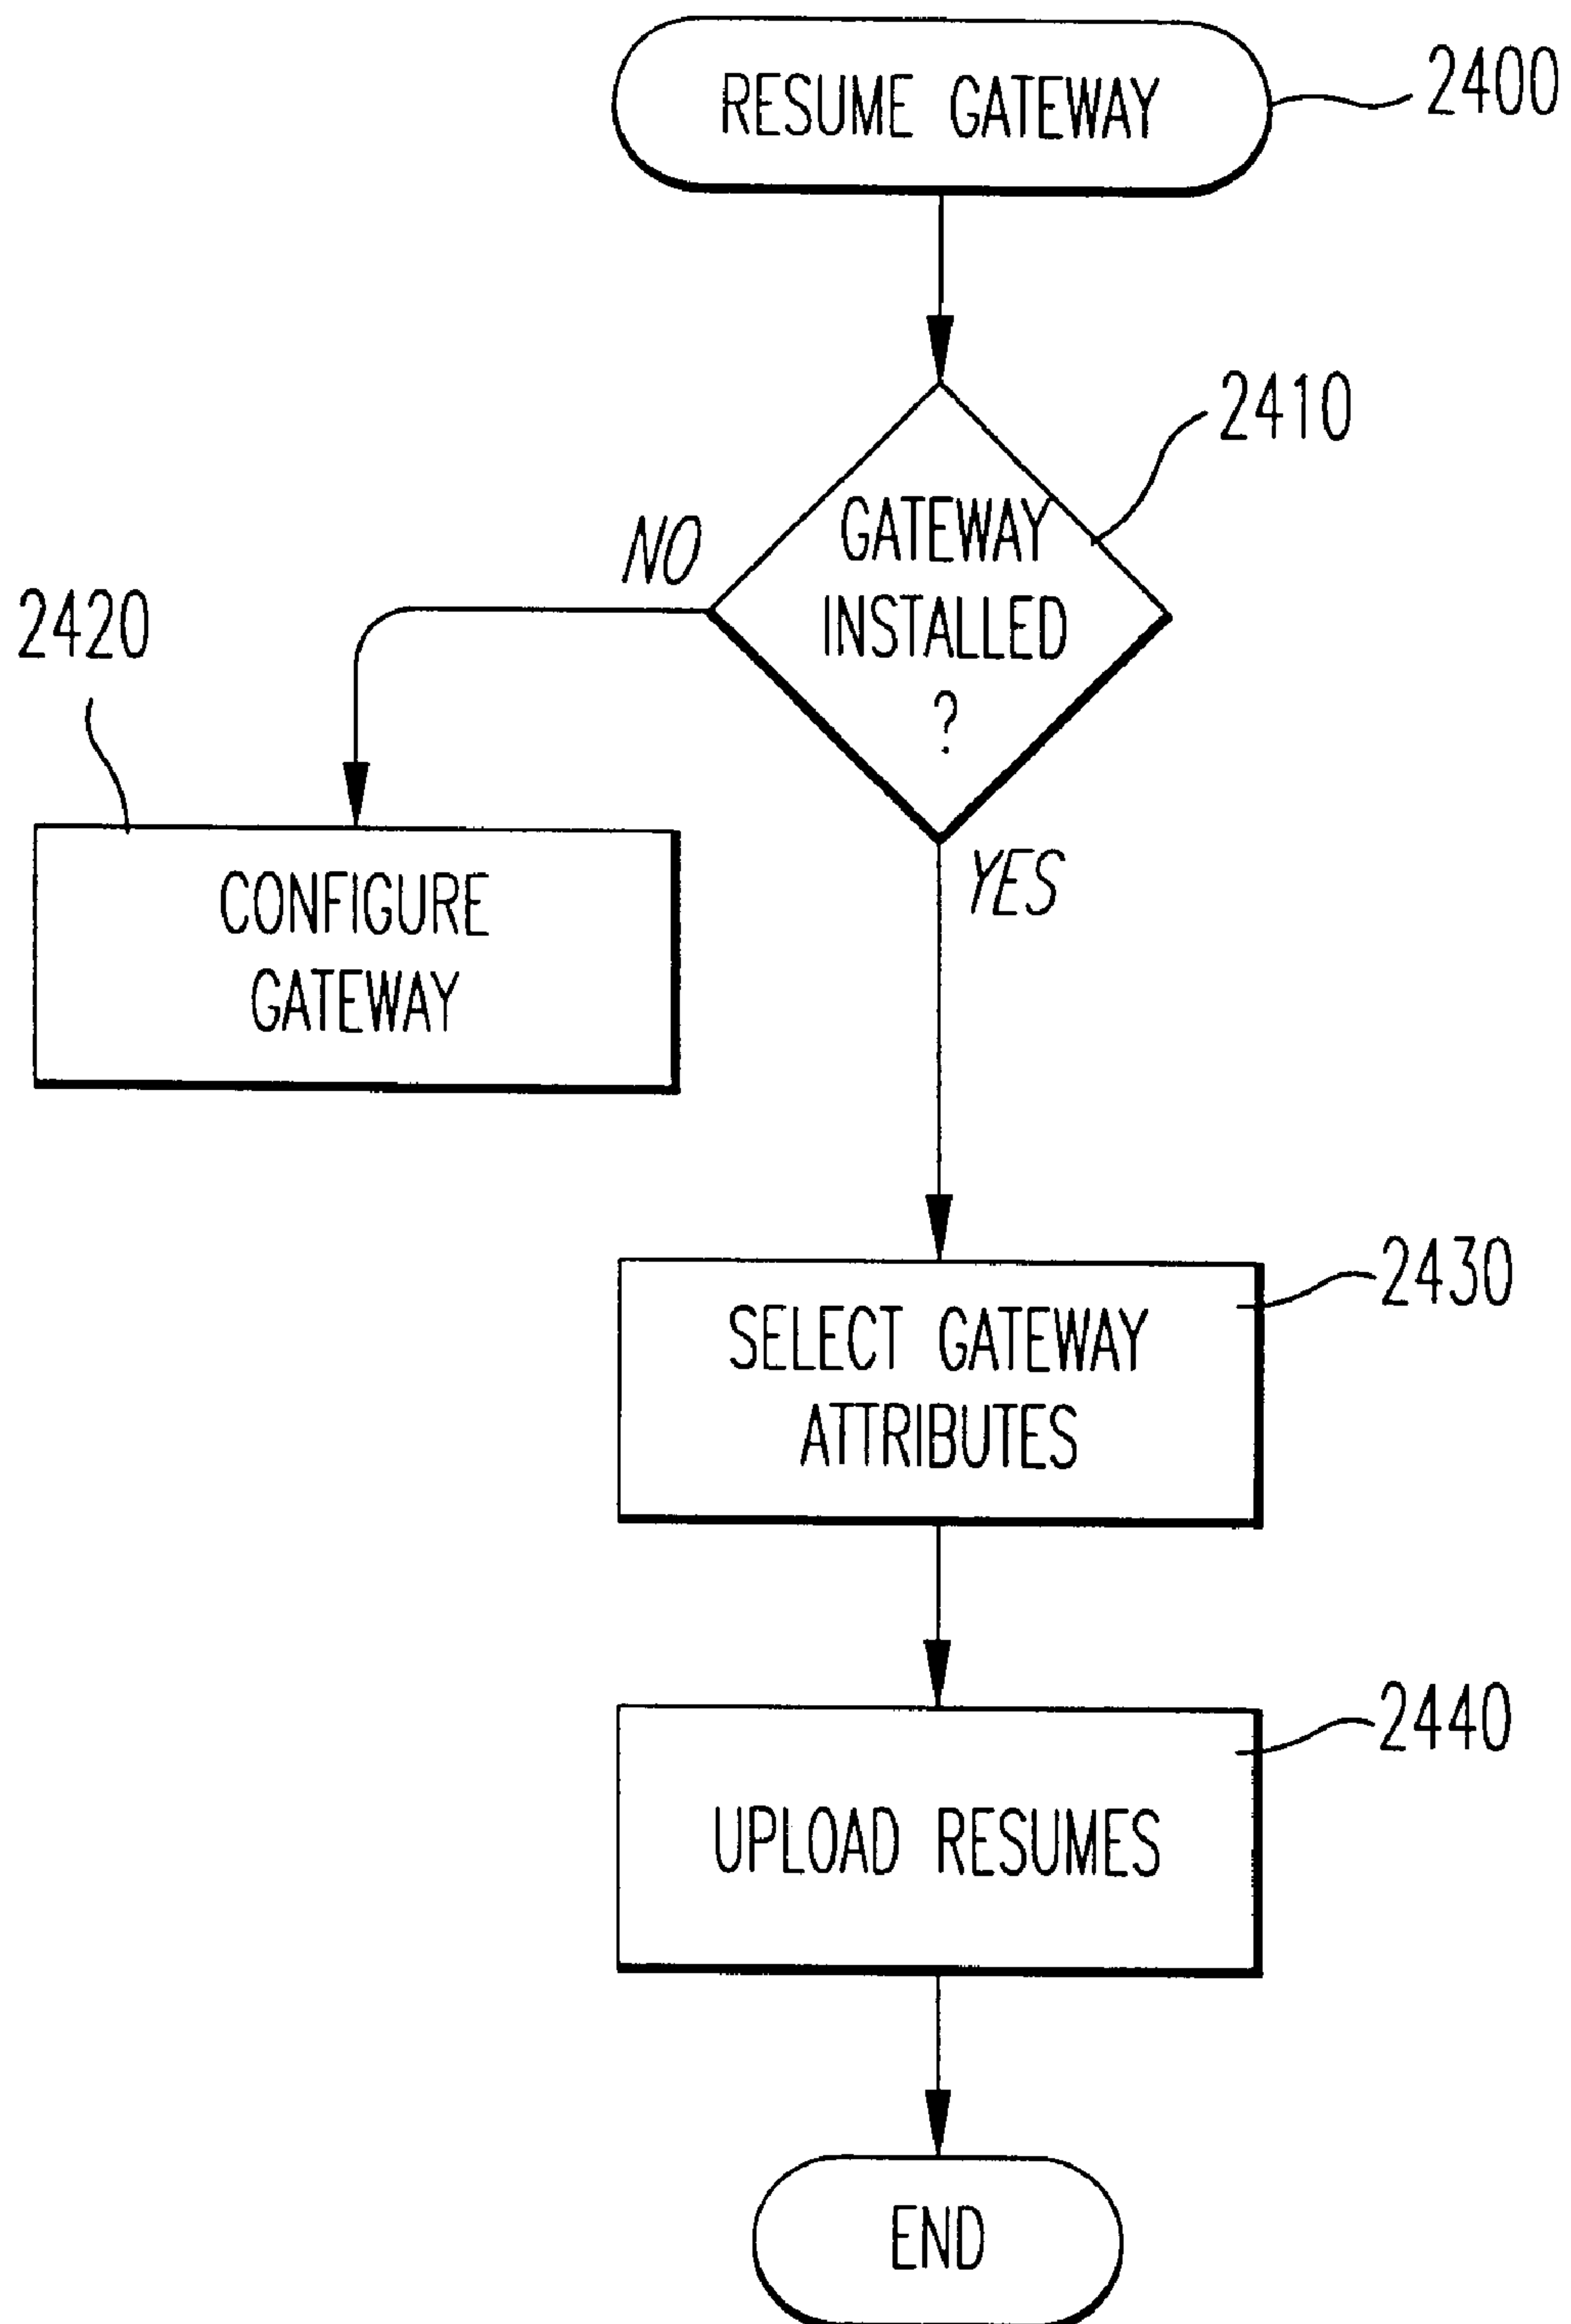 RESUME GATEWAY
2400
2410
GATEWAY
INSTALLED
?
NO
2420
YES
CONFIGURE
GATEWAY
2430
SELECT GATEWAY
ATTRIBUTES
2440
UPLOAD RESUMES
END